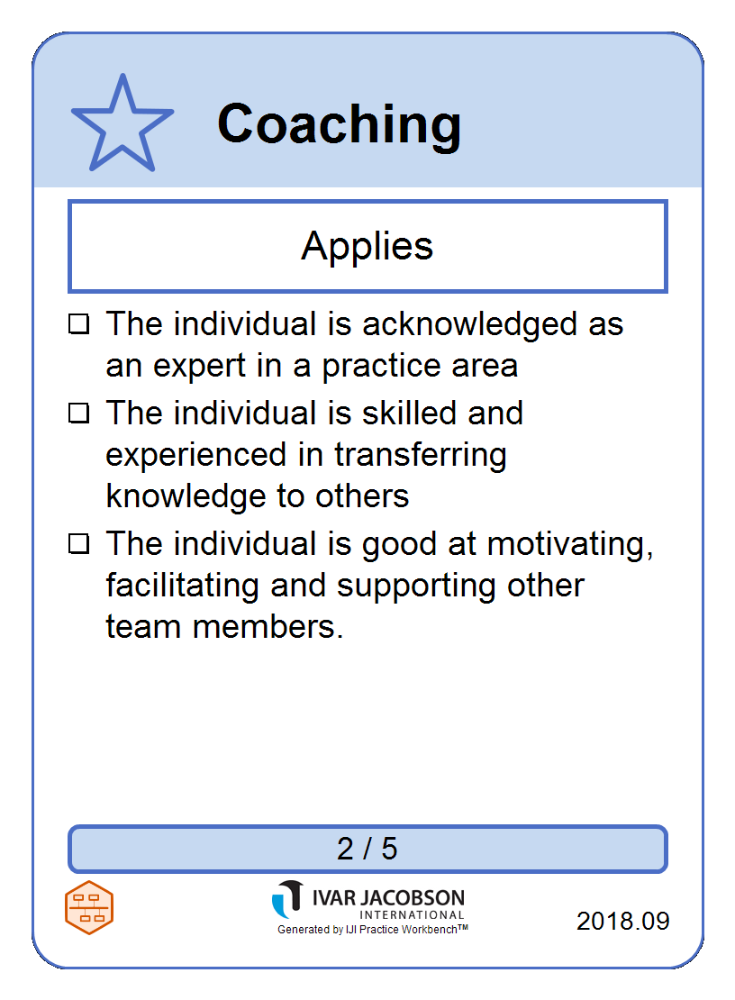 Coaching
Applies
The individual is acknowledged as
an expert in a practice area
The individual is skilled and
experienced in transferring
knowledge to others
The individual is good at motivating,
facilitating and supporting other
team members.
2 / 5
IVAR JACOBSON
INTERNATIONAL
Generated by IJI Practice Workbench™
2018.09